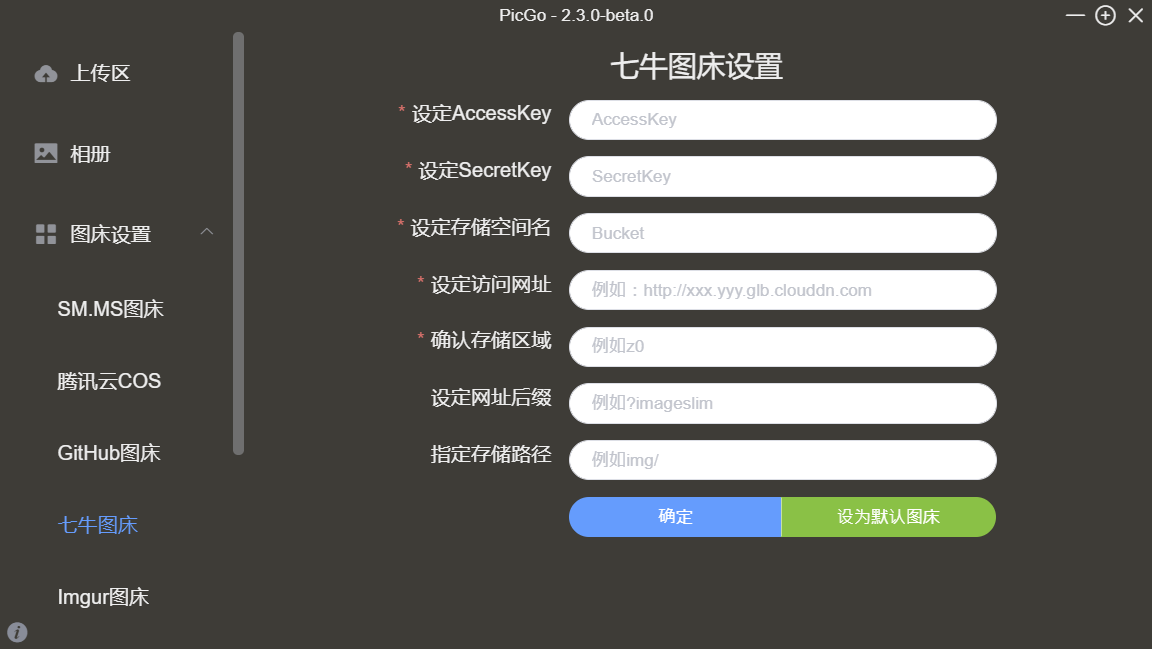 PicGo - 2.3.0-beta.0
上传区
相册
图床设置
SM.MS图床
腾讯云COS
GitHub图床
七牛图床
Imgur图床
七牛图床设置
* 设定AccessKey
AccessKey
* 设定SecretKey
SecretKey
* 设定存储空间名
Bucket
* 设定访问网址
例如：http://xxx.yyy.glb.clouddn.com
* 确认存储区域
例如z0
设定网址后缀
例如?imageslim
指定存储路径
例如img/
确定
设为默认图床